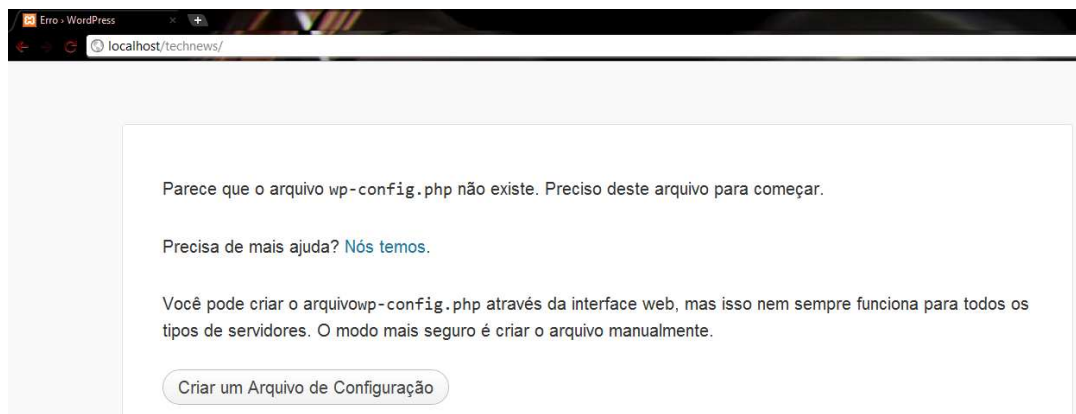 Erro › WordPress
localhost/technews/
Parece que o arquivo wp-config.php não existe. Preciso deste arquivo para começar.
Precisa de mais ajuda? Nós temos.
Você pode criar o arquivowp-config.php através da interface web, mas isso nem sempre funciona para todos os
tipos de servidores. O modo mais seguro é criar o arquivo manualmente.
Criar um Arquivo de Configuração